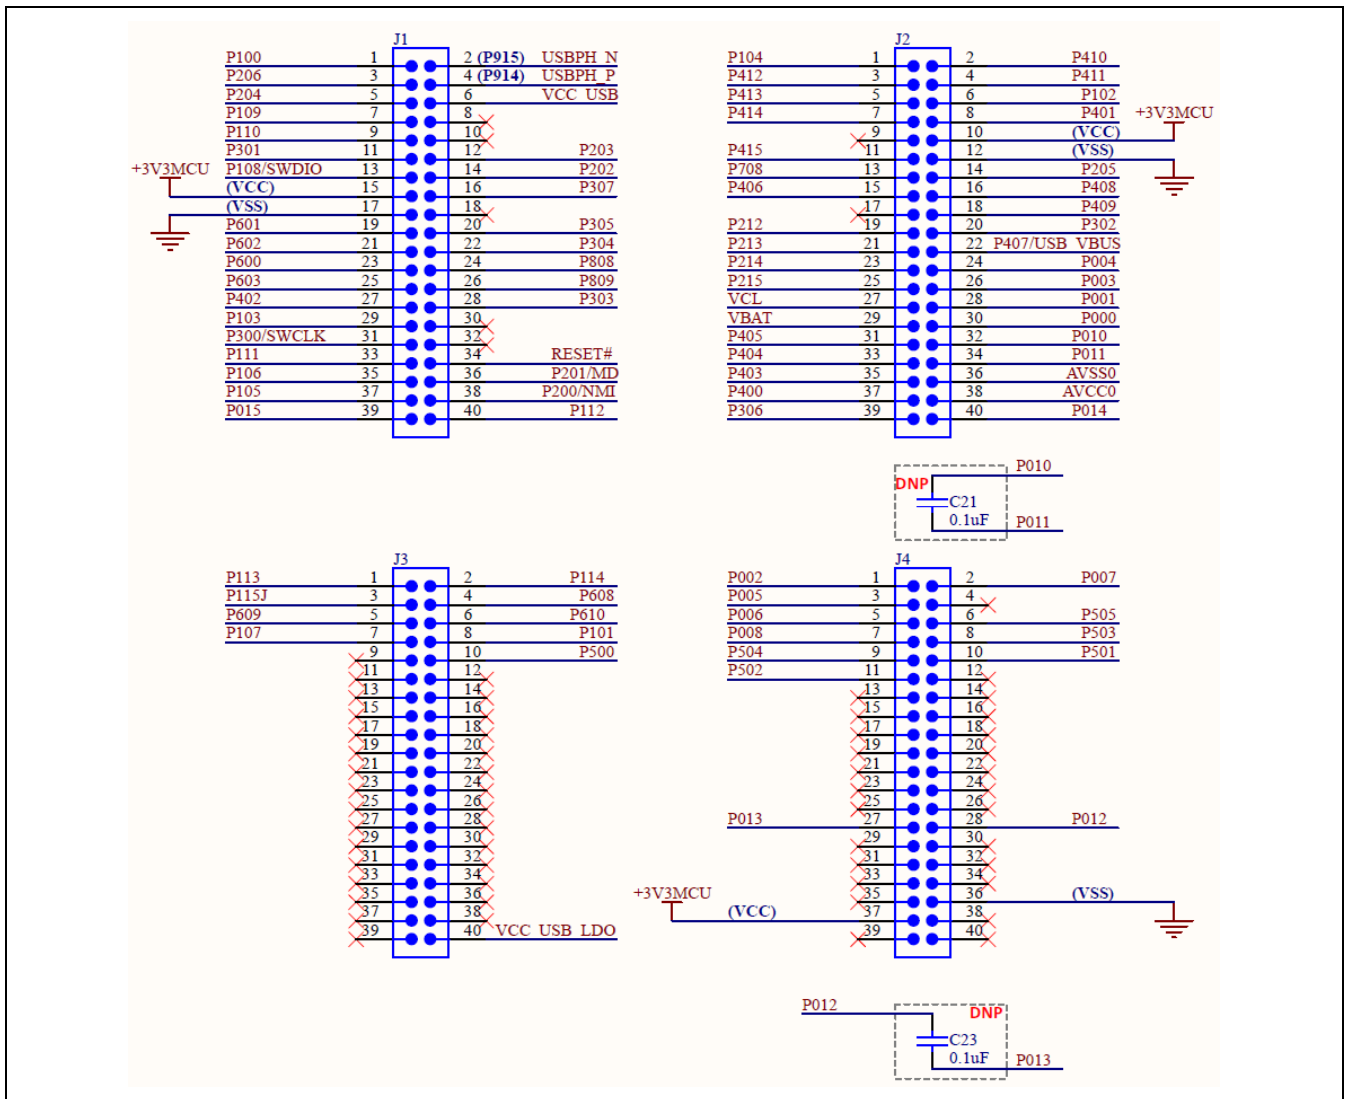 J1 J2
P100 1 2 (P915) USBPH_N P104 1 2 P410
P206 3 4 (P914) USBPH_P P412 3 4 P411
P204 5 6 VCC_USB P413 5 6 P102
P109 7 8 P414 7 8 P401 +3V3MCU
P110 9 10 9 10 (VCC)
P301 11 12 P203 P415 11 12 (VSS)
+3V3MCU P108/SWDIO 13 14 P202 P708 13 14 P205
(VCC) 15 16 P307 P406 15 16 P408
(VSS) 17 18 17 18 P409
P601 19 20 P305 P212 19 20 P302
P602 21 22 P304 P213 21 22 P407/USB_VBUS
P600 23 24 P808 P214 23 24 P004
P603 25 26 P809 P215 25 26 P003
P402 27 28 P303 VCL 27 28 P001
P103 29 30 VBAT 29 30 P000
P300/SWCLK 31 32 P405 31 32 P010
P111 33 34 RESET# P404 33 34 P011
P106 35 36 P201/MD P403 35 36 AVSS0
P105 37 38 P200/NMI P400 37 38 AVCC0
P015 39 40 P112 P306 39 40 P014
P010
DNP
C21
0.1uF P011
J3 J4
P113 1 2 P114 P002 1 2 P007
P115J 3 4 P608 P005 3 4
P609 5 6 P610 P006 5 6 P505
P107 7 8 P101 P008 7 8 P503
9 10 P500 P504 9 10 P501
11 12 P502 11 12
13 14 13 14
15 16 15 16
17 18 17 18
19 20 19 20
21 22 21 22
23 24 23 24
25 26 25 26
27 28 P013 27 28 P012
29 30 29 30
31 32 31 32
33 34 33 34
35 36 +3V3MCU 35 36 (VSS)
37 38 (VCC) 37 38
39 40 VCC_USB_LDO 39 40
P012 DNP
C23
0.1uF P013